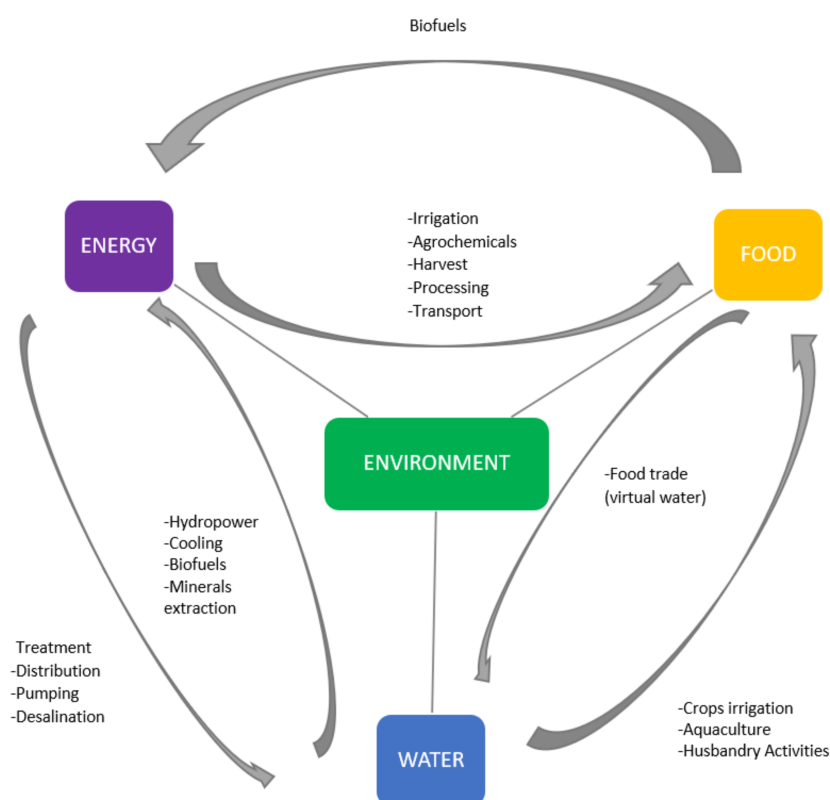 Biofuels
ENERGY
-Irrigation
-Agrochemicals
-Harvest
-Processing
-Transport
FOOD
ENVIRONMENT
-Food trade
(virtual water)
-Hydropower
-Cooling
-Biofuels
-Minerals
extraction
Treatment
-Distribution
-Pumping
-Desalination
-Crops irrigation
-Aquaculture
-Husbandry Activities
WATER